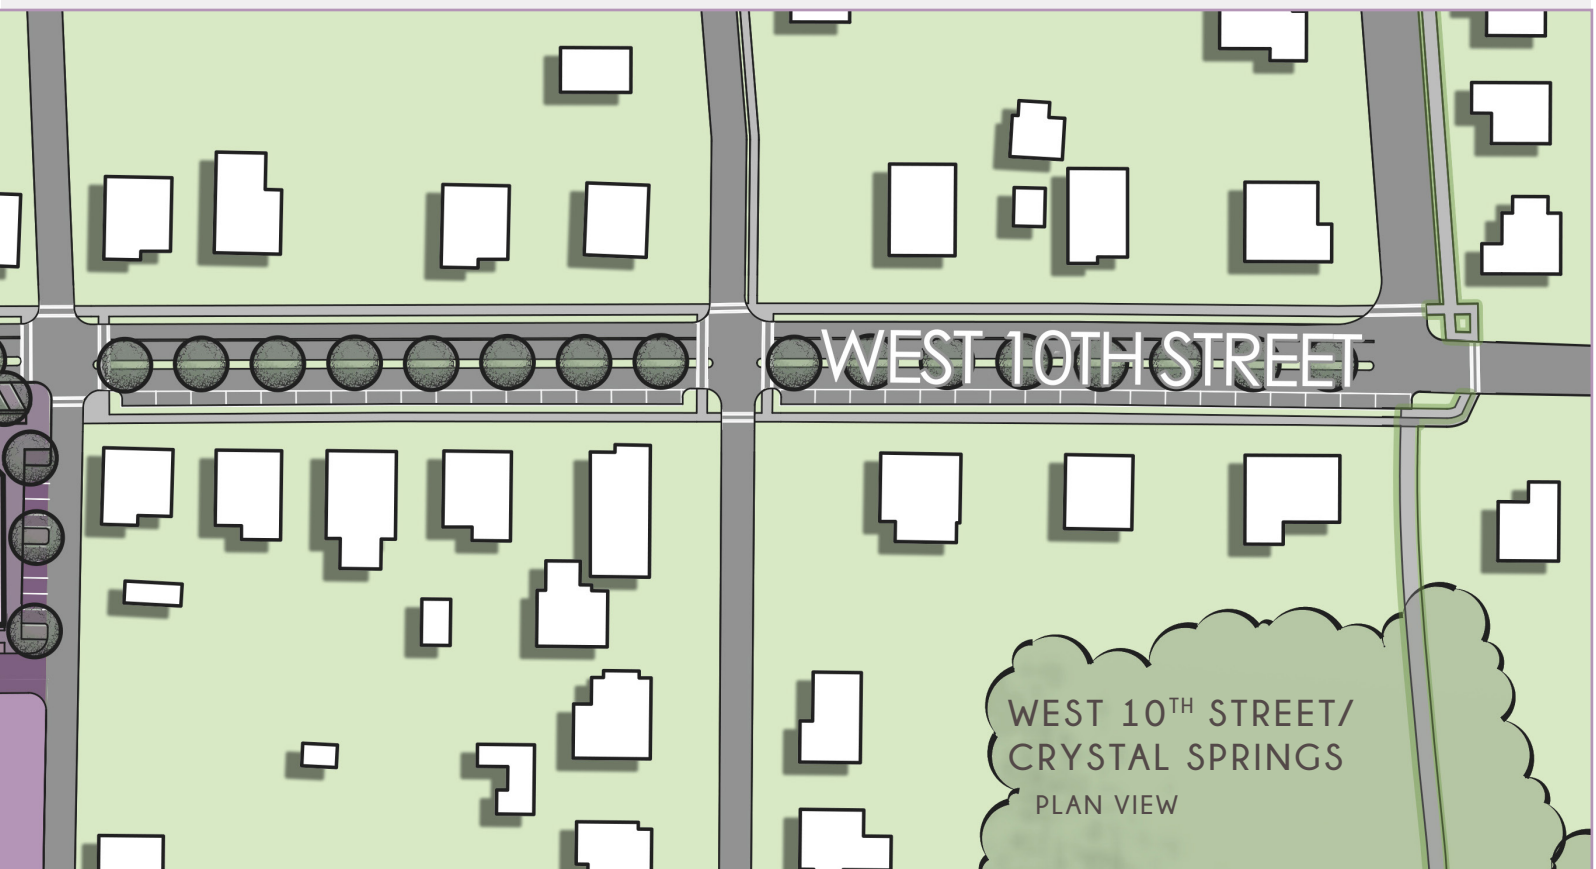 WEST 10TH STREET
WEST 10TH STREET/
CRYSTAL SPRINGS
PLAN VIEW